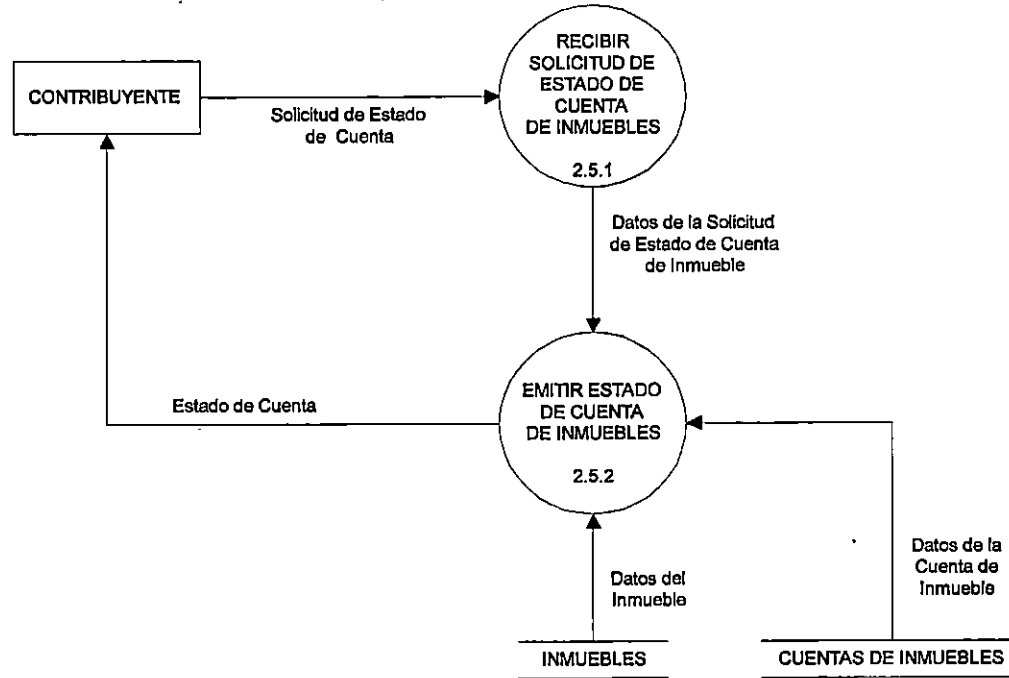 RECIBIR
SOLICITUD DE
ESTADO DE
CUENTA
DE INMUEBLES
2.5.1
CONTRIBUYENTE
Solicitud de Estado
de Cuenta
Datos de la Solicitud
de Estado de Cuenta
de Inmueble
EMITIR ESTADO
DE CUENTA
DE INMUEBLES
2.5.2
Estado de Cuenta
Datos del
Inmueble
Datos de la
Cuenta de
Inmueble
INMUEBLES
CUENTAS DE INMUEBLES